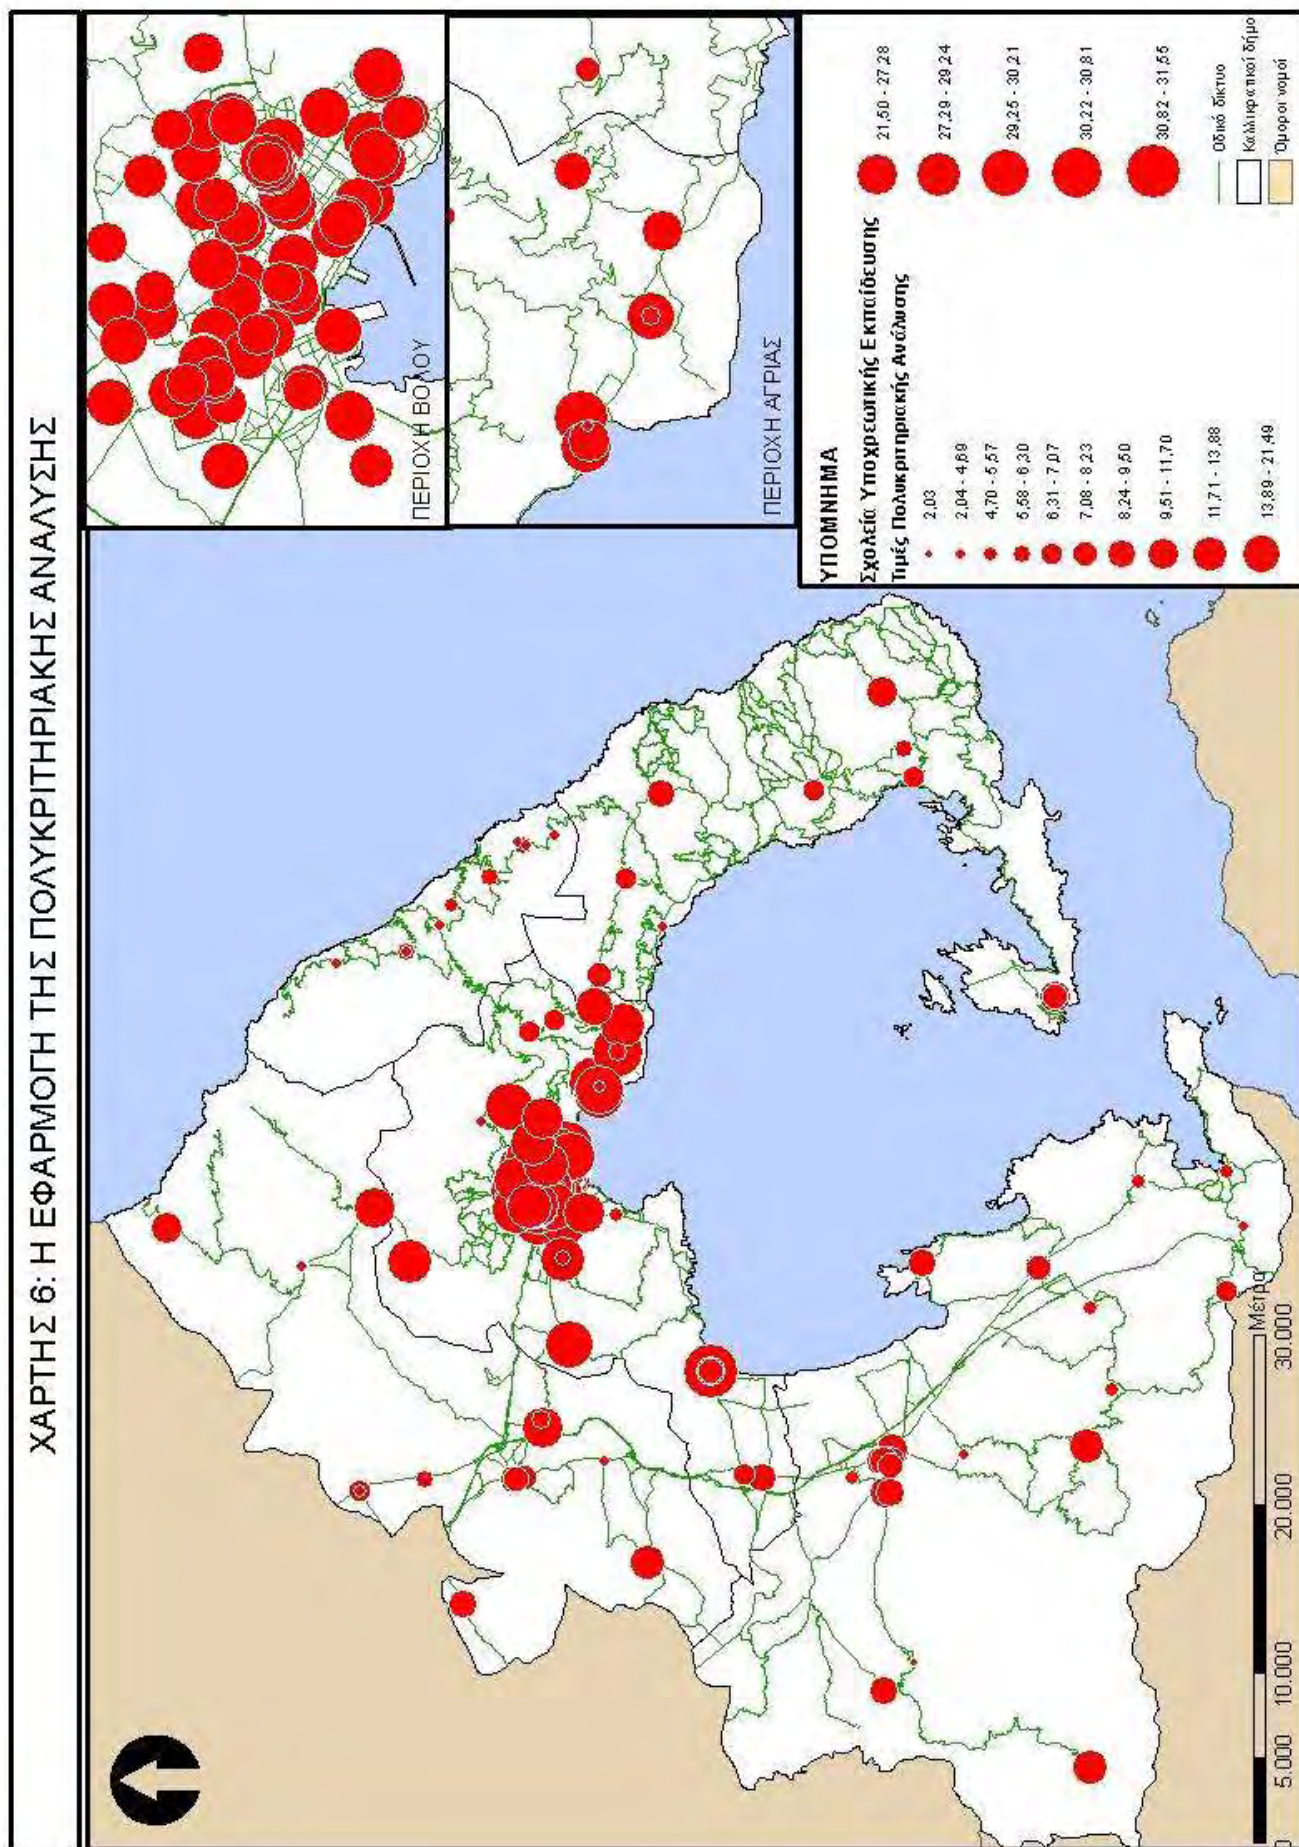 ΧΑΡΤΗΣ 6: Η ΕΦΑΡΜΟΓΗ ΤΗΣ ΠΟΛΥΚΡΙΤΗΡΙΑΚΗΣ ΑΝΑΛΥΣΗΣ
ΠΕΡΙΟΧΗ ΒΟΛΟΥ
ΠΕΡΙΟΧΗ ΑΓΡΙΑΣ
ΥΠΟΜΝΗΜΑ
Σχολεία Υποχρεωτικής Εκπαίδευσης
Τιμές Πολυκριτηριακής Ανάλυσης
2,03
2,04 - 4,69
4,70 - 5,57
5,58 - 6,30
6,31 - 7,07
7,08 - 8,23
8,24 - 9,50
9,51 - 11,70
11,71 - 13,88
13,89 - 21,49
21,50 - 27,28
27,29 - 29,24
29,25 - 30,21
30,22 - 30,81
30,82 - 31,55
Οδικό δίκτυο
Καλλικρατικοί δήμο
Όμοροι νομοί
0 5.000 10.000 20.000 30.000
Μέτρα